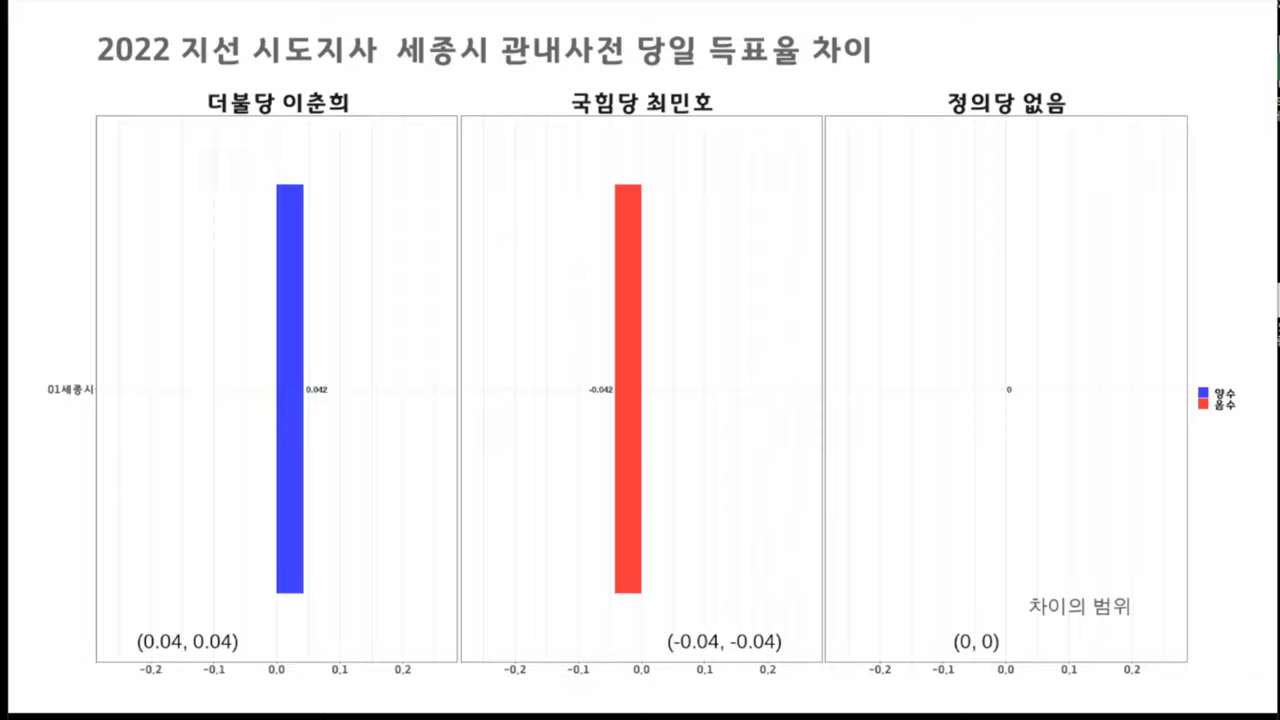 2022 지선 시도지사 세종시 관내사전 당일 득표율 차이
더불당 이춘희
국힘당 최민호
정의당 없음
01세종시
0.042
-0.042
0
양수
음수
차이의 범위
(0.04, 0.04)
(-0.04, -0.04)
(0, 0)
-0.2 -0.1 0.0 0.1 0.2
-0.2 -0.1 0.0 0.1 0.2
-0.2 -0.1 0.0 0.1 0.2